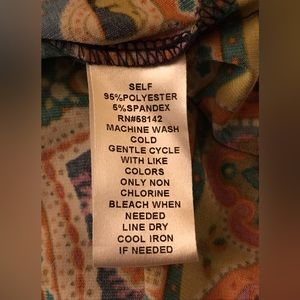 SELF
95%POLYESTER
5%SPANDEX
RN#58142
MACHINE WASH
COLD
GENTLE CYCLE
WITH LIKE
COLORS
ONLY NON
CHLORINE
BLEACH WHEN
NEEDED
LINE DRY
COOL IRON
IF NEEDED